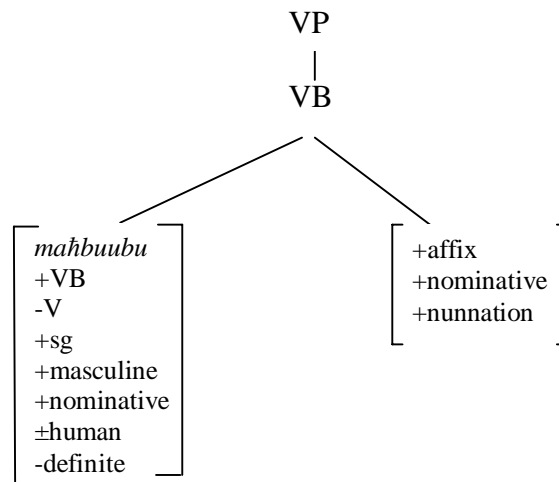 VP
VB
maħbuubu
+VB
-V
+sg
+masculine
+nominative
±human
-definite
+affix
+nominative
+nunnation